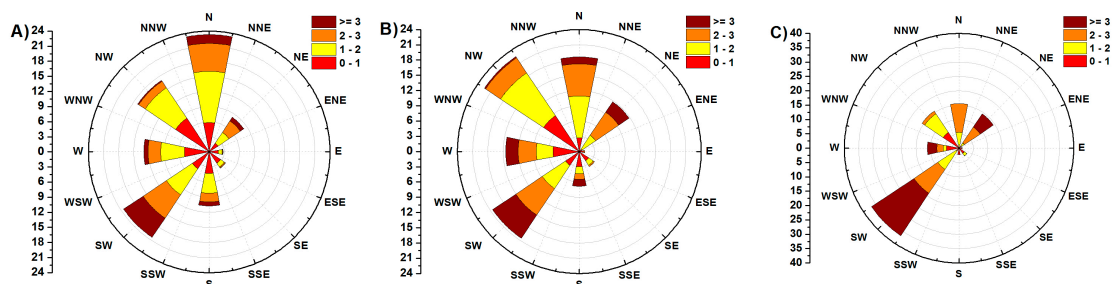 A)
24
21
18
15
12
9
6
3
0
3
6
9
12
15
18
21
24
N
NNE
NE
ENE
E
ESE
SE
SSE
S
SSW
SW
WSW
W
WNW
NW
NNW
>= 3
2 - 3
1 - 2
0 - 1
B)
24
21
18
15
12
9
6
3
0
3
6
9
12
15
18
21
24
N
NNE
NE
ENE
E
ESE
SE
SSE
S
SSW
SW
WSW
W
WNW
NW
NNW
>= 3
2 - 3
1 - 2
0 - 1
C)
40
35
30
25
20
15
10
5
0
5
10
15
20
25
30
35
40
N
NNE
NE
ENE
E
ESE
SE
SSE
S
SSW
SW
WSW
W
WNW
NW
NNW
>= 3
2 - 3
1 - 2
0 - 1